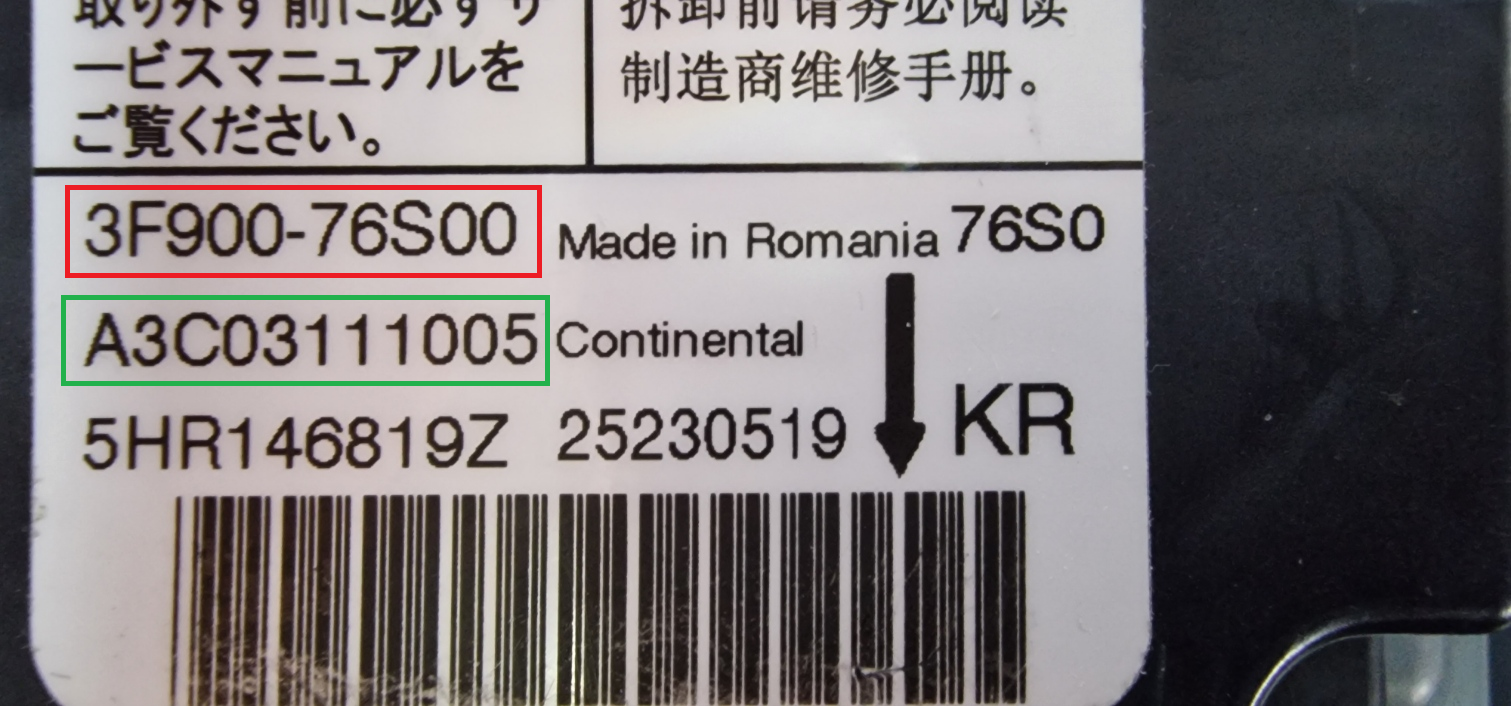 取り外す前に必ずサ
ービスマニュアルを
ご覧ください。
拆卸前请务必阅读
制造商维修手册。
3F900-76S00 Made in Romania 76S0
A3C03111005 Continental
5HR146819Z 25230519 KR